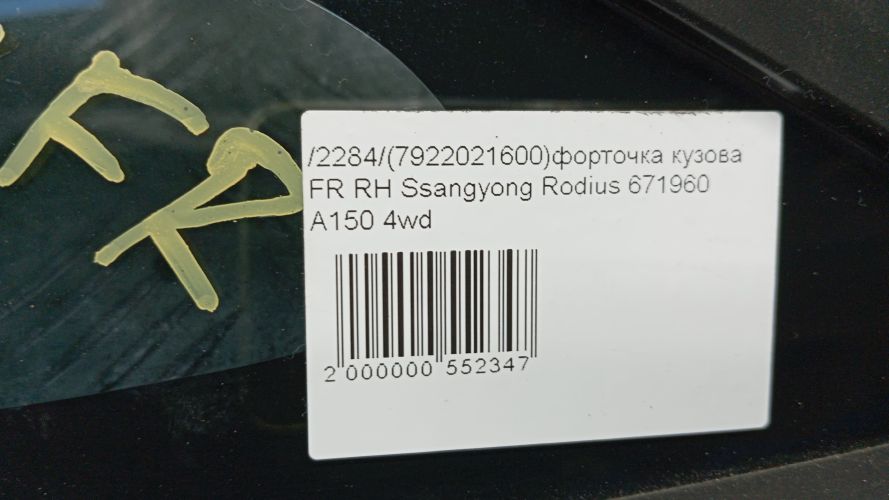 FR
/2284/(7922021600)форточка кузова
FR RH Ssangyong Rodius 671960
A150 4wd
2 000000 552347